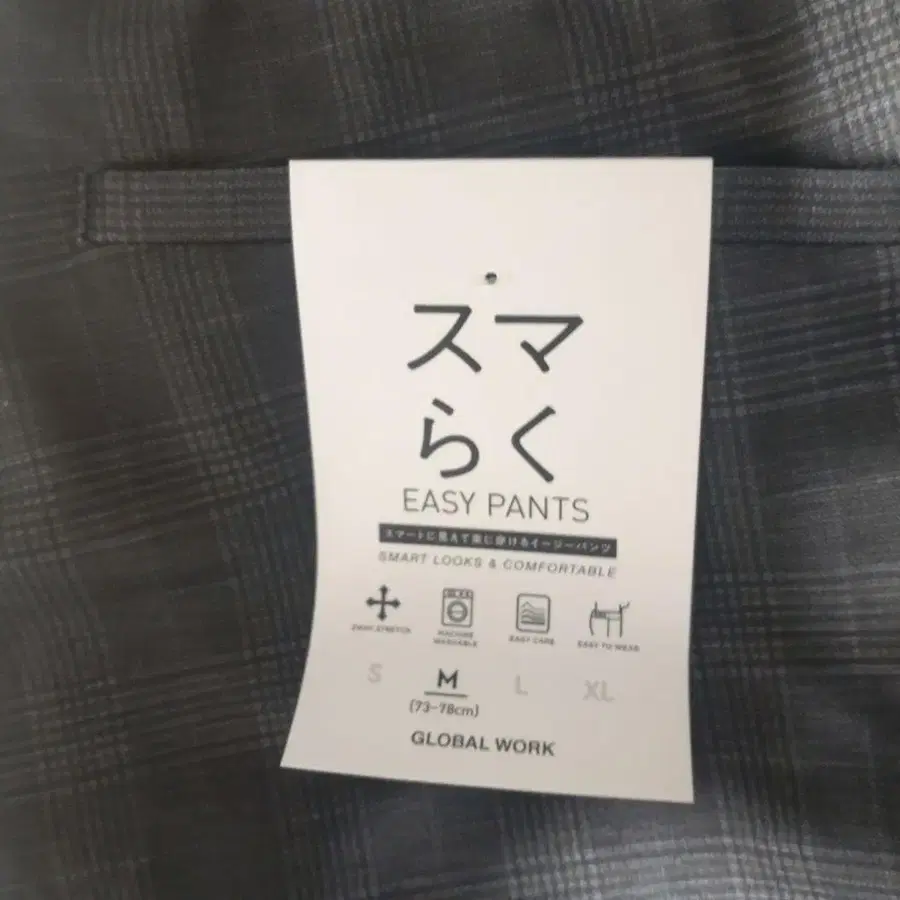 スマ
らく
EASY PANTS
スマートに見えて楽に穿けるイージーパンツ
SMART LOOKS & COMFORTABLE
2WAY STRETCH
MACHINE WASHABLE
EASY CARE
EASY TO WEAR
S M L XL
(73-78cm)
GLOBAL WORK